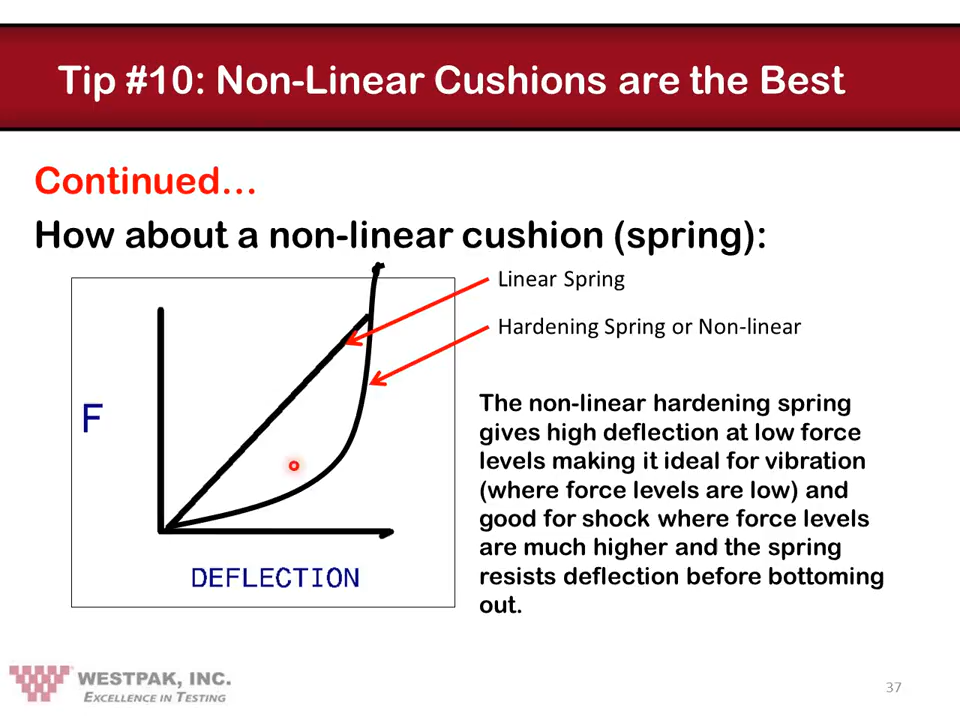 Tip #10: Non-Linear Cushions are the Best
Continued…
How about a non-linear cushion (spring):
Linear Spring
Hardening Spring or Non-linear
F
DEFLECTION
The non-linear hardening spring
gives high deflection at low force
levels making it ideal for vibration
(where force levels are low) and
good for shock where force levels
are much higher and the spring
resists deflection before bottoming
out.
WESTPAK, INC.
EXCELLENCE IN TESTING
37